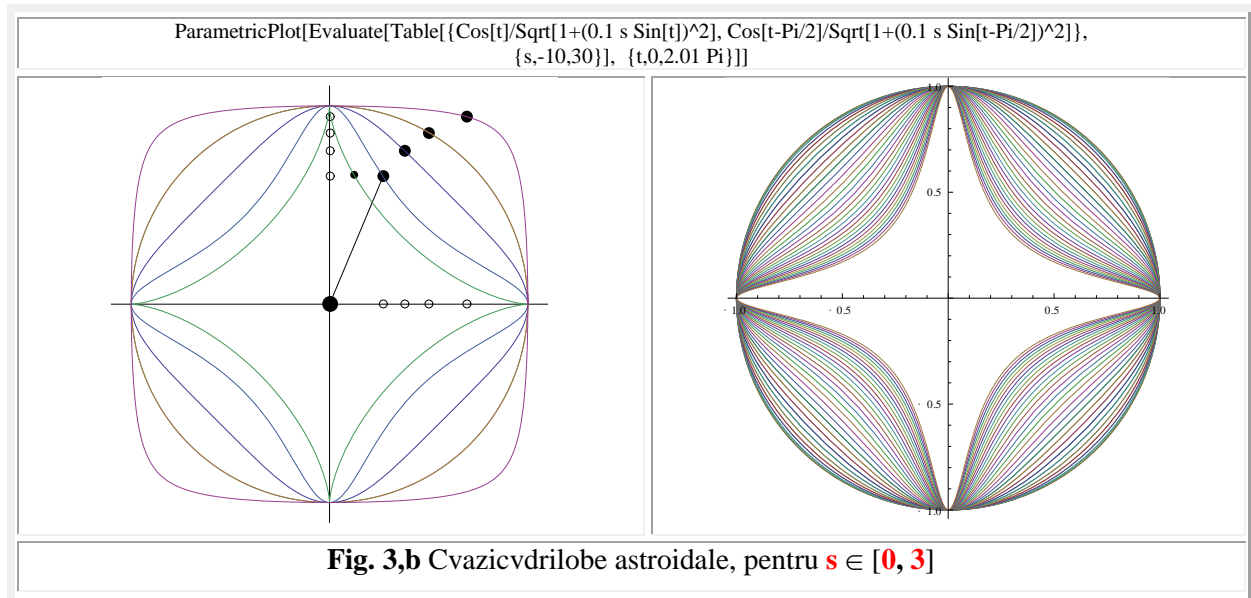 ParametricPlot[Evaluate[Table[{Cos[t]/Sqrt[1+(0.1 s Sin[t])^2], Cos[t-Pi/2]/Sqrt[1+(0.1 s Sin[t-Pi/2])^2]},
{s,-10,30}], {t,0,2.01 Pi}]]
1.0
0.5
- 1.0
- 0.5
0.5
1.0
- 0.5
- 1.0
Fig. 3,b Cvazicvdrilobe astroidale, pentru s ∈ [0, 3]